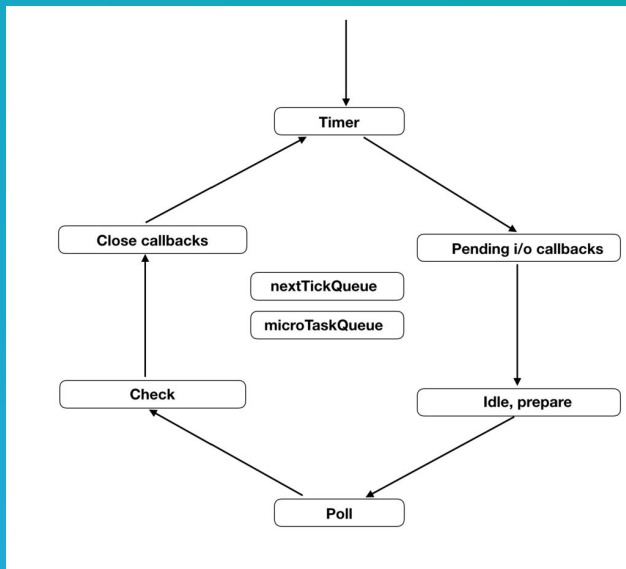 Timer
Close callbacks
Pending i/o callbacks
nextTickQueue
microTaskQueue
Check
Idle, prepare
Poll